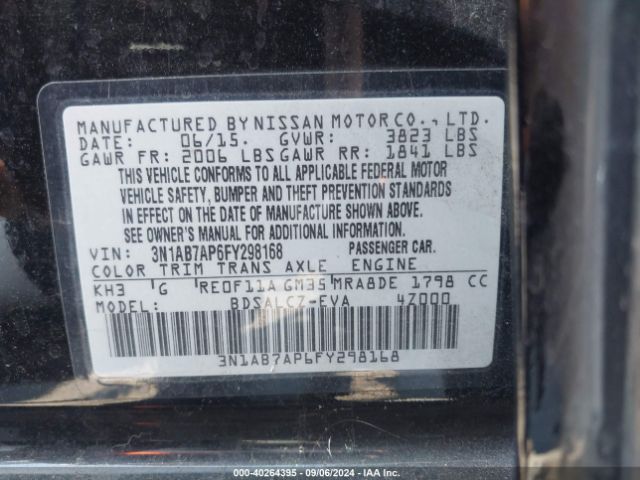 MANUFACTURED BY NISSAN MOTOR CO., LTD.
DATE: 06/15. GVWR: 3823 LBS
GAWR FR: 2006 LBS GAWR RR: 1841 LBS
THIS VEHICLE CONFORMS TO ALL APPLICABLE FEDERAL MOTOR
VEHICLE SAFETY, BUMPER AND THEFT PREVENTION STANDARDS
IN EFFECT ON THE DATE OF MANUFACTURE SHOWN ABOVE.
SEE OWNER'S MANUAL FOR ADDITIONAL INFORMATION.
VIN: 3N1AB7AP6FY298168 PASSENGER CAR.
COLOR TRIM TRANS AXLE ENGINE
KH3 G RE0F11A GM35 MRA8DE 1798 CC
MODEL: BDSALCZ-EVA 4Z000
3N1AB7AP6FY298168
000-40264395 - 09/06/2024 - IAA Inc.